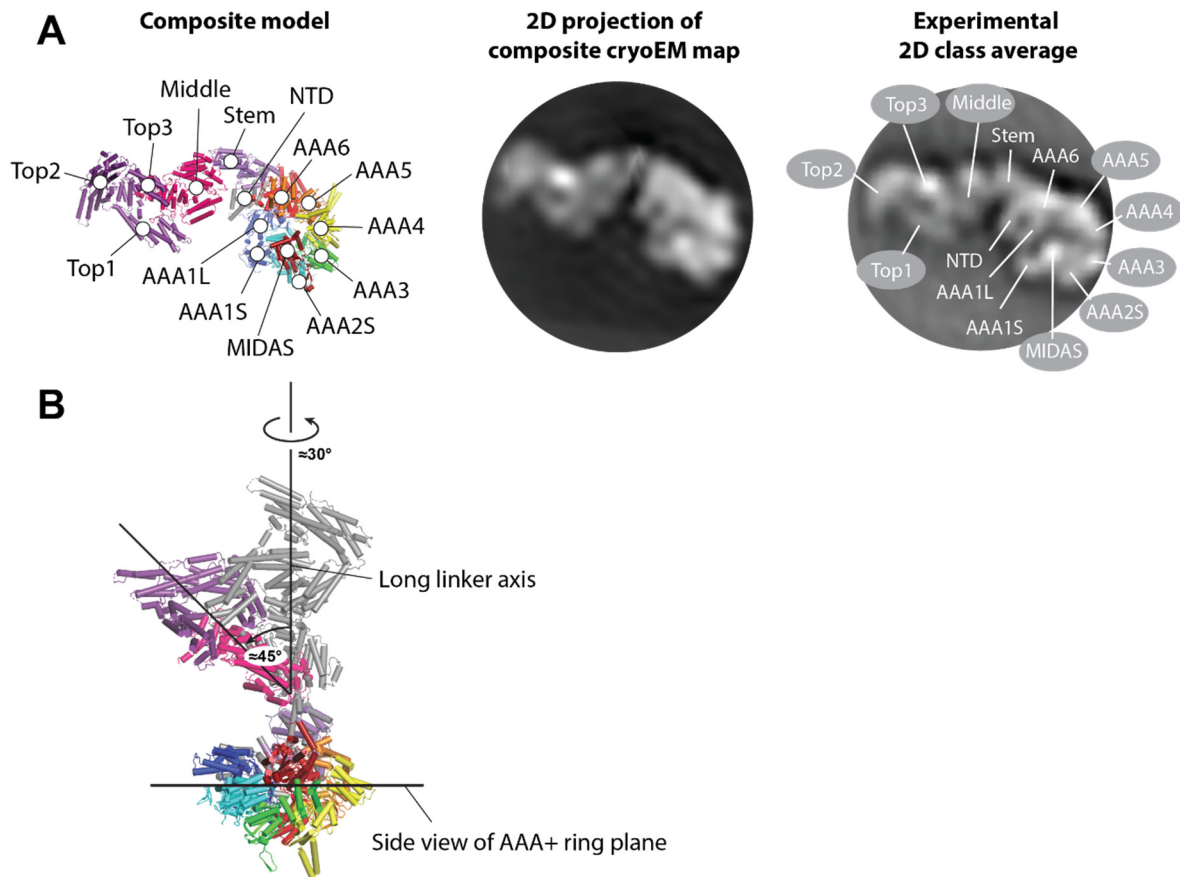 A
Composite model
2D projection of
composite cryoEM map
Experimental
2D class average
Middle
NTD
Stem
Top3
AAA6
Top2
AAA5
AAA4
Top1
AAA1L
AAA3
AAA1S
AAA2S
MIDAS
Top3
Middle
Stem
AAA6
AAA5
Top2
AAA4
Top1
NTD
AAA3
AAA1L
AAA2S
AAA1S
MIDAS
B
≈30°
Long linker axis
≈45°
Side view of AAA+ ring plane